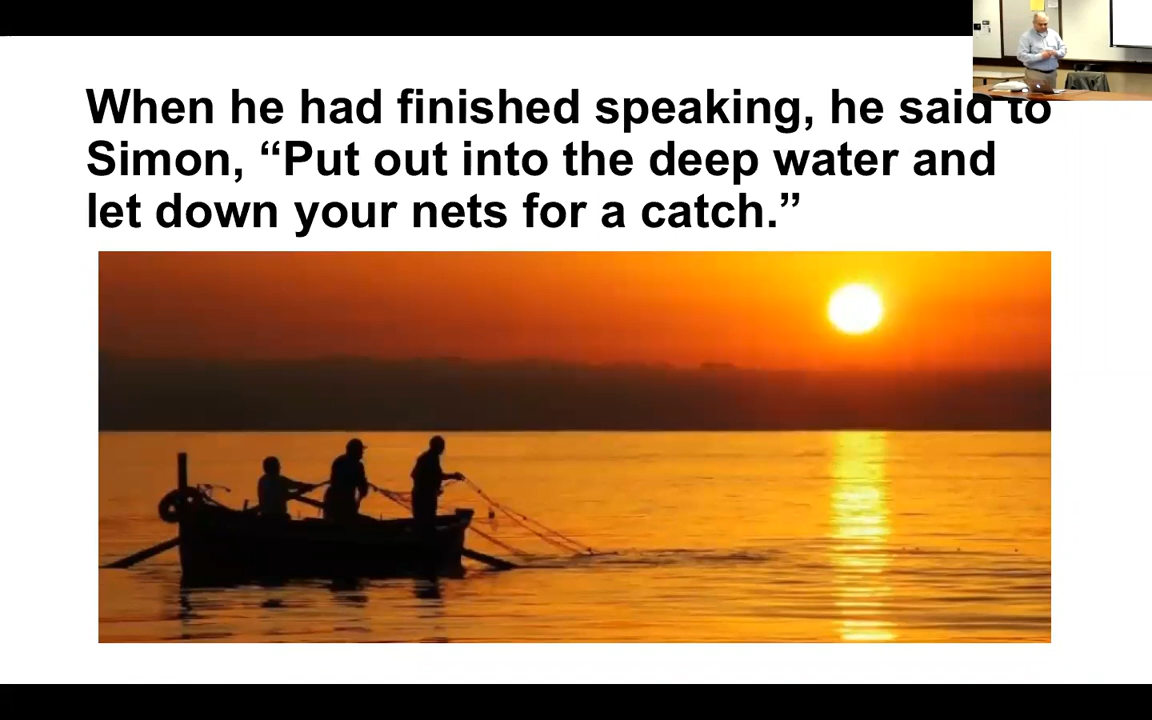 When he had finished speaking, he said to
Simon, “Put out into the deep water and
let down your nets for a catch.”